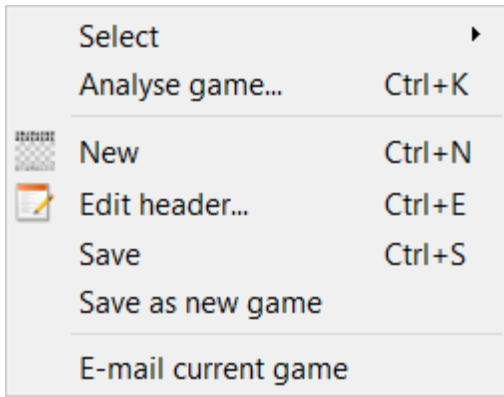 Select
Analyse game... Ctrl+K
New Ctrl+N
Edit header... Ctrl+E
Save Ctrl+S
Save as new game
E-mail current game